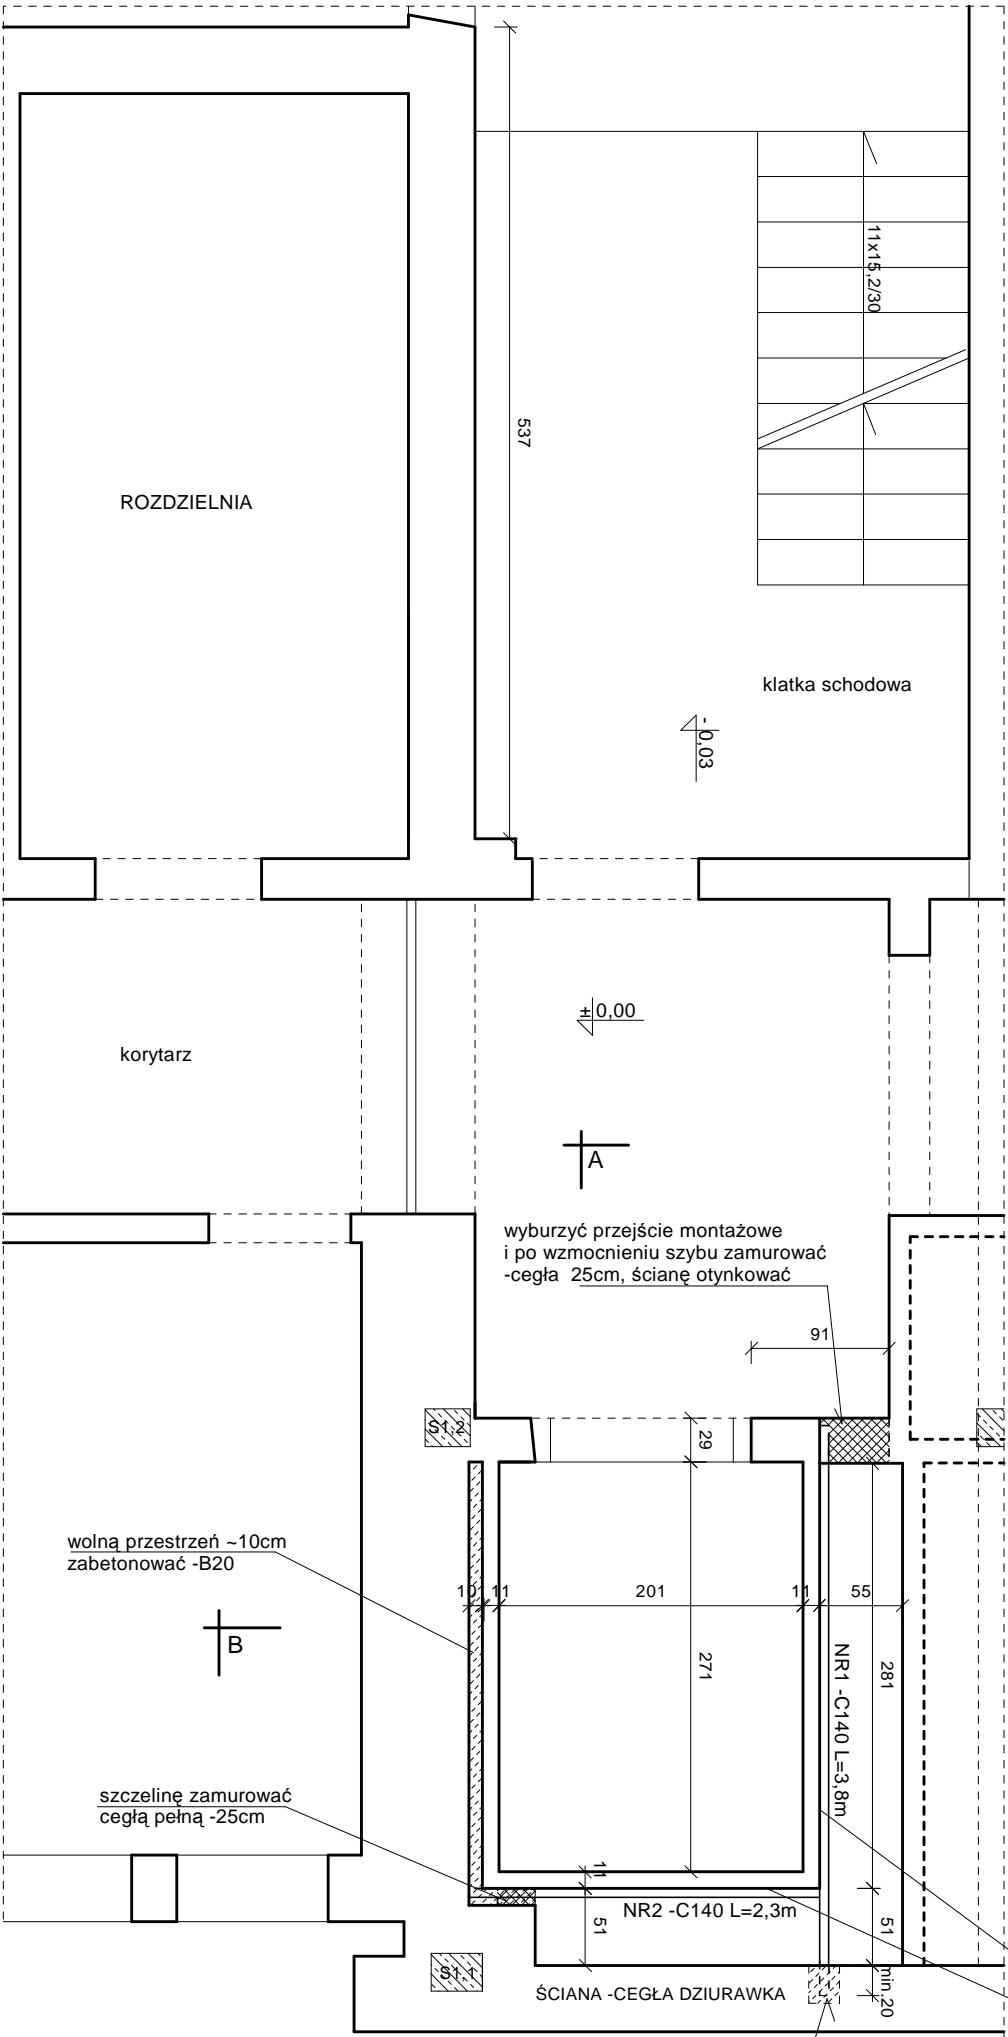 11x15,2/30
537
ROZDZIELNIA
klatka schodowa
-0,03
±0,00
korytarz
A
wyburzyć przejście montażowe
i po wzmocnieniu szybu zamurować
-cegła 25cm, ścianę otynkować
91
S1.2
29
wolną przestrzeń ~10cm
zabetonować -B20
10
11
201
11
55
B
271
NR1 -C140 L=3,8m
281
szczelinę zamurować
cegłą pełną -25cm
11
51
NR2 -C140 L=2,3m
51
S1.1
ŚCIANA -CEGŁA DZIURAWKA
min.20